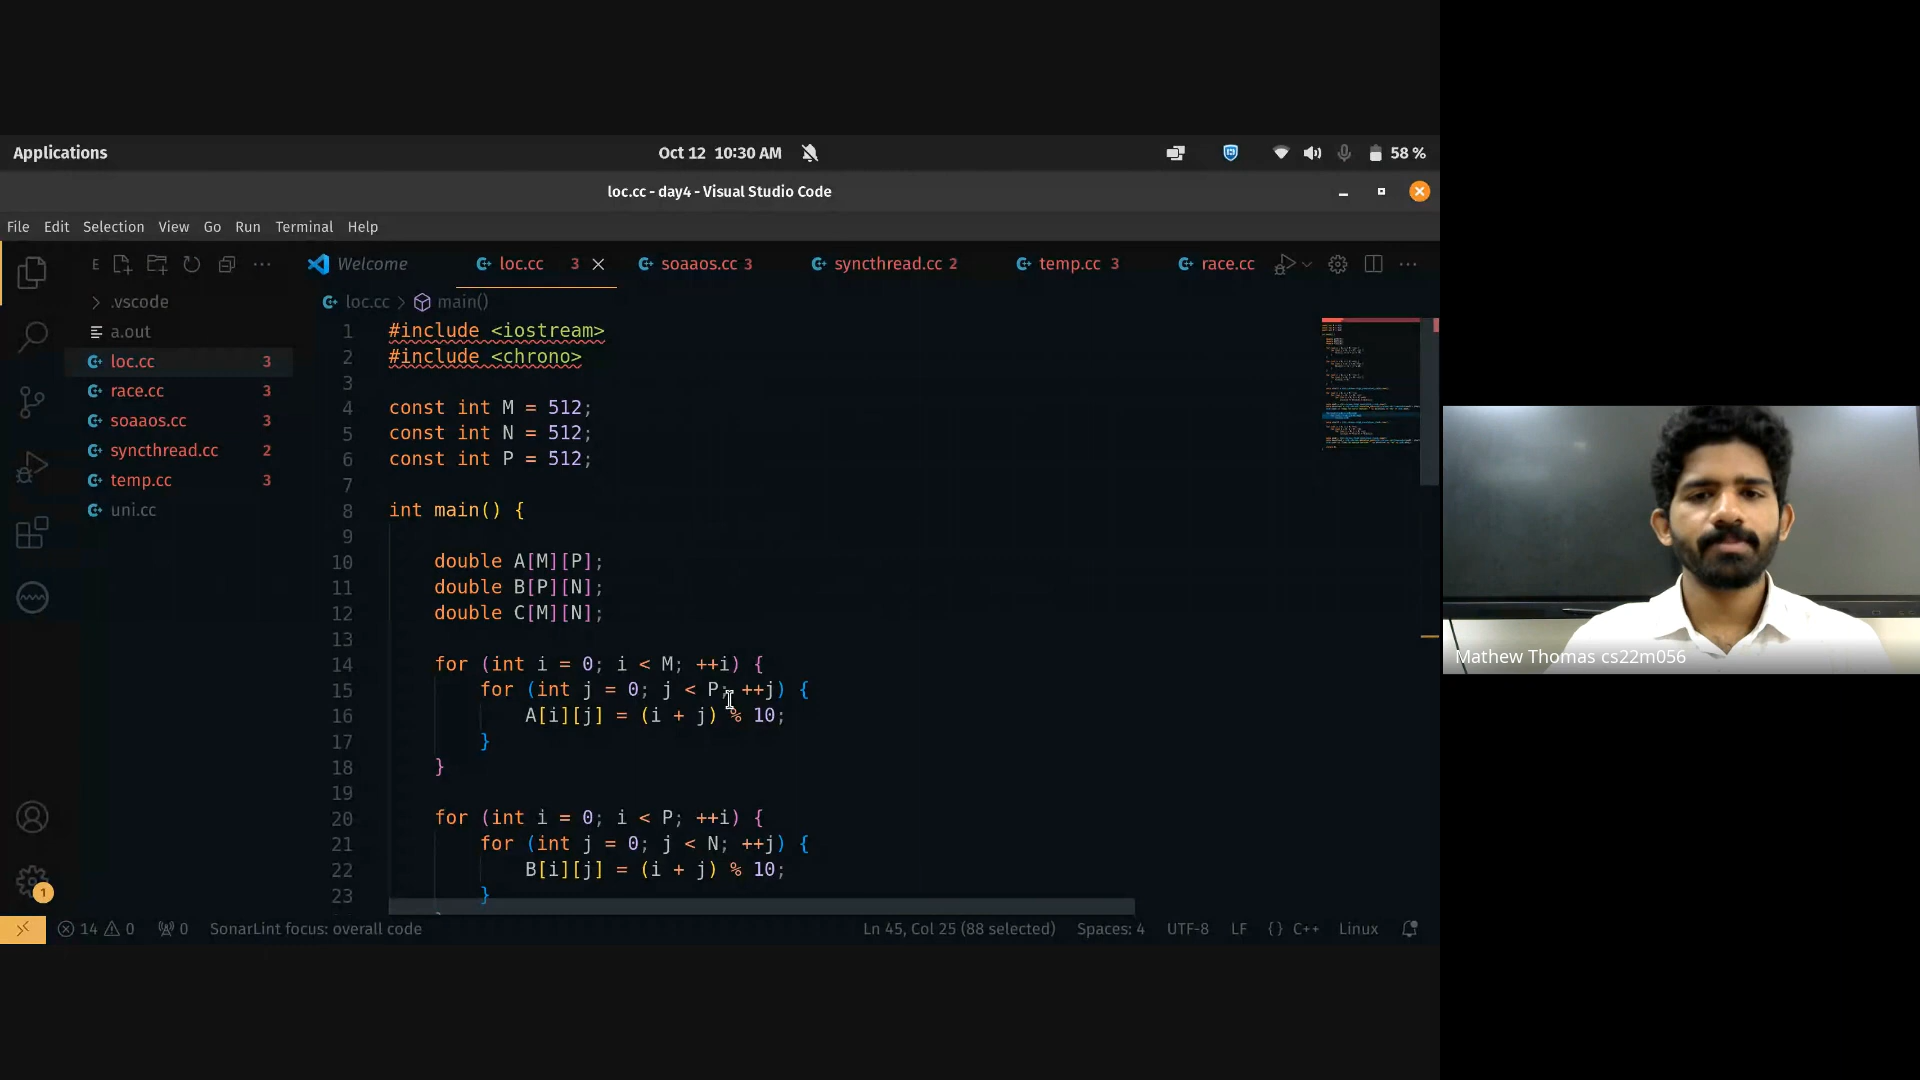 Applications
Oct 12 10:30 AM
58 %
loc.cc - day4 - Visual Studio Code
File Edit Selection View Go Run Terminal Help
E
Welcome
loc.cc 3
soaaos.cc 3
syncthread.cc 2
temp.cc 3
race.cc
.vscode
a.out
loc.cc 3
race.cc 3
soaaos.cc 3
syncthread.cc 2
temp.cc 3
uni.cc
loc.cc > main()
1 #include <iostream>
2 #include <chrono>
3
4 const int M = 512;
5 const int N = 512;
6 const int P = 512;
7
8 int main() {
9
10 double A[M][P];
11 double B[P][N];
12 double C[M][N];
13
14 for (int i = 0; i < M; ++i) {
15 for (int j = 0; j < P; ++j) {
16 A[i][j] = (i + j) % 10;
17 }
18 }
19
20 for (int i = 0; i < P; ++i) {
21 for (int j = 0; j < N; ++j) {
22 B[i][j] = (i + j) % 10;
23 }
1
14 0 0 SonarLint focus: overall code
Ln 45, Col 25 (88 selected) Spaces: 4 UTF-8 LF {} C++ Linux
Mathew Thomas cs22m056